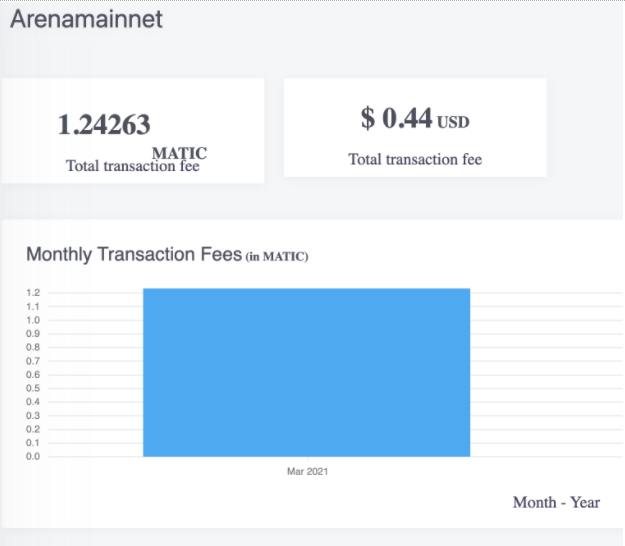 Arenamainnet
1.24263
MATIC
Total transaction fee
$ 0.44 USD
Total transaction fee
Monthly Transaction Fees (in MATIC)
1.2
1.1
1.0
0.9
0.8
0.7
0.6
0.5
0.4
0.3
0.2
0.1
0.0
Mar 2021
Month - Year